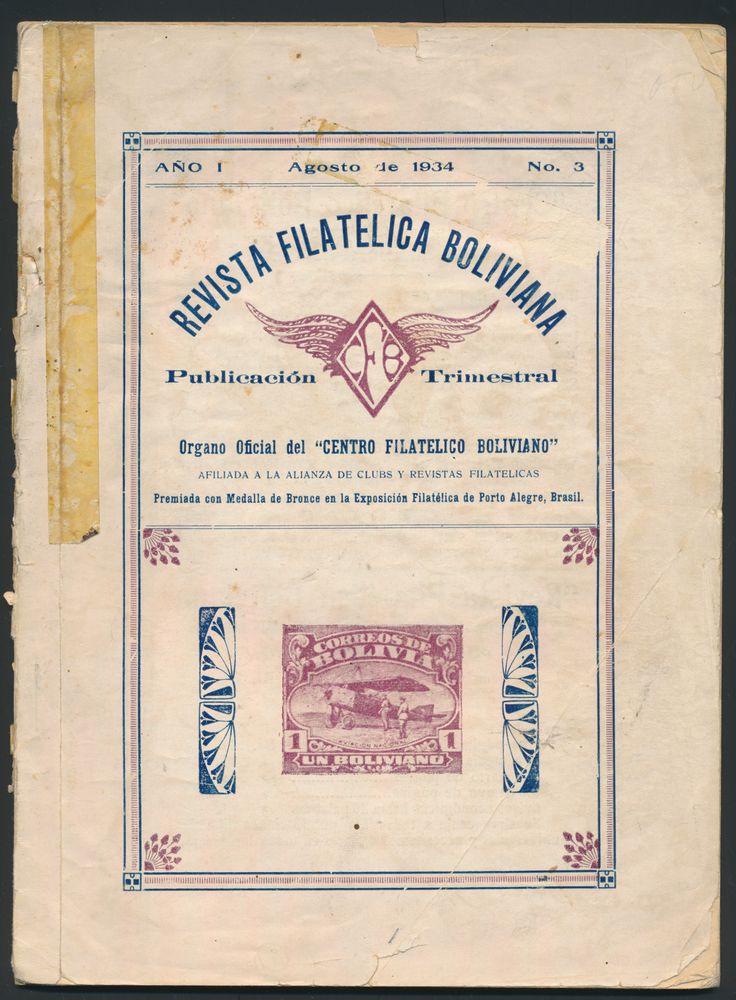 AÑO I Agosto de 1934 No. 3
REVISTA FILATELICA BOLIVIANA
CFB
Publicación Trimestral
Organo Oficial del “CENTRO FILATELICO BOLIVIANO”
AFILIADA A LA ALIANZA DE CLUBS Y REVISTAS FILATELICAS
Premiada con Medalla de Bronce en la Exposición Filatélica de Porto Alegre, Brasil.
CORREOS DE
BOLIVIA
AVIACION NACIONAL
1 1
UN BOLIVIANO